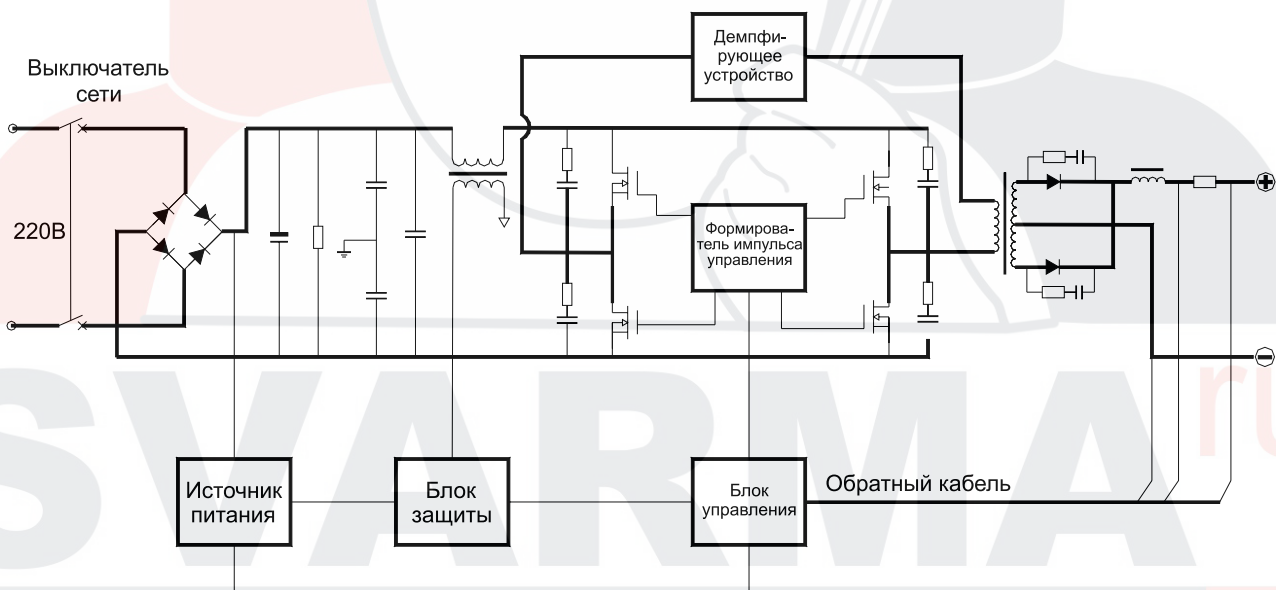 Демпфи-
рующее
устройство
Выключатель
сети
220В
Формирова-
тель импульса
управления
Источник
питания
Блок
защиты
Блок
управления
Обратный кабель
SVARMA
ru